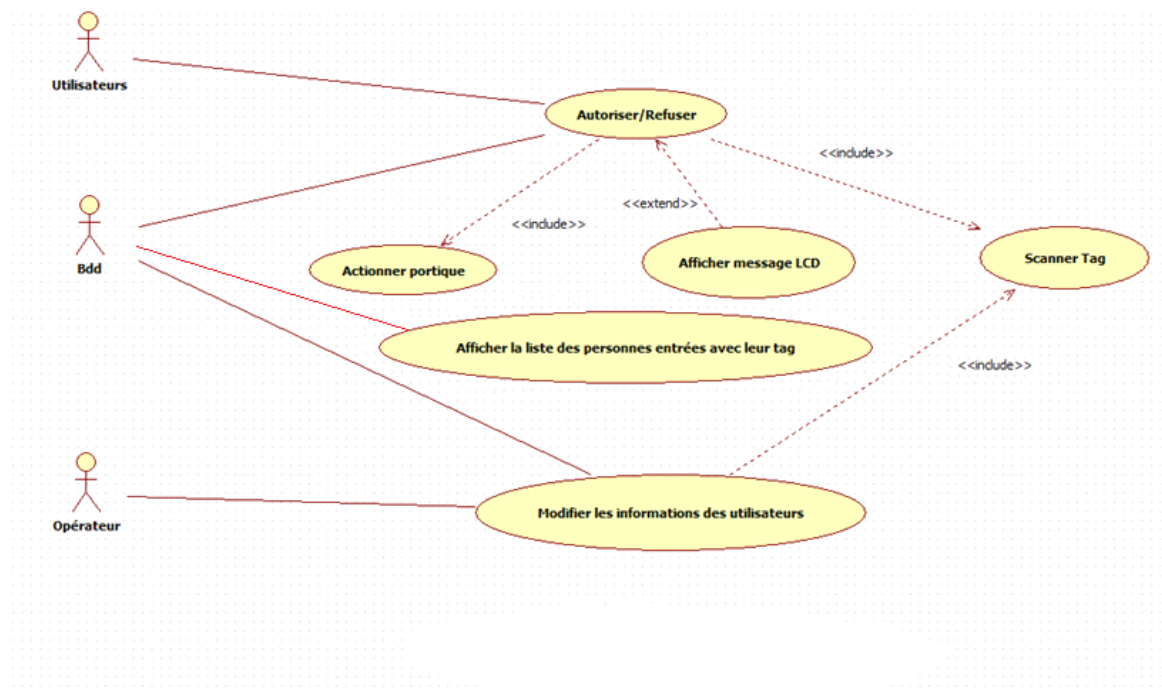 Utilisateurs
Autoriser/Refuser
<<include>>
<<extend>>
<<include>>
Bdd
Actionner portique
Afficher message LCD
Scanner Tag
Afficher la liste des personnes entrées avec leur tag
<<include>>
Opérateur
Modifier les informations des utilisateurs